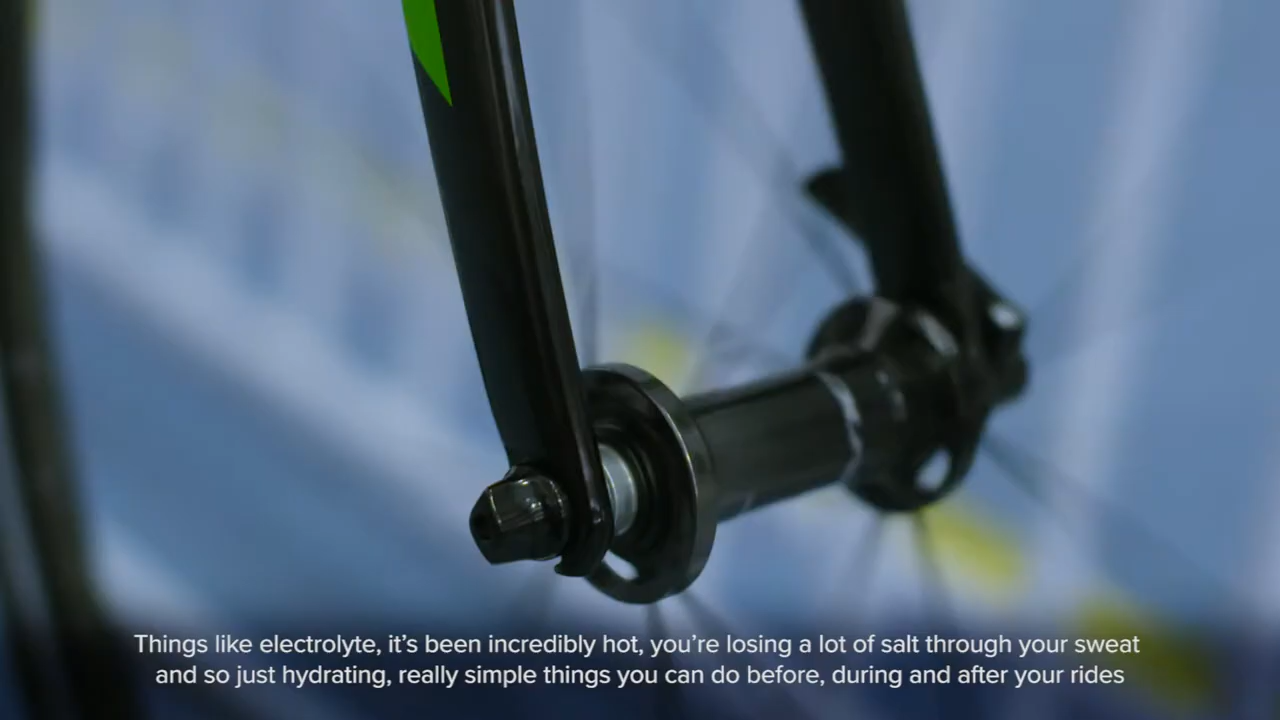 Things like electrolyte, it’s been incredibly hot, you’re losing a lot of salt through your sweat
and so just hydrating, really simple things you can do before, during and after your rides